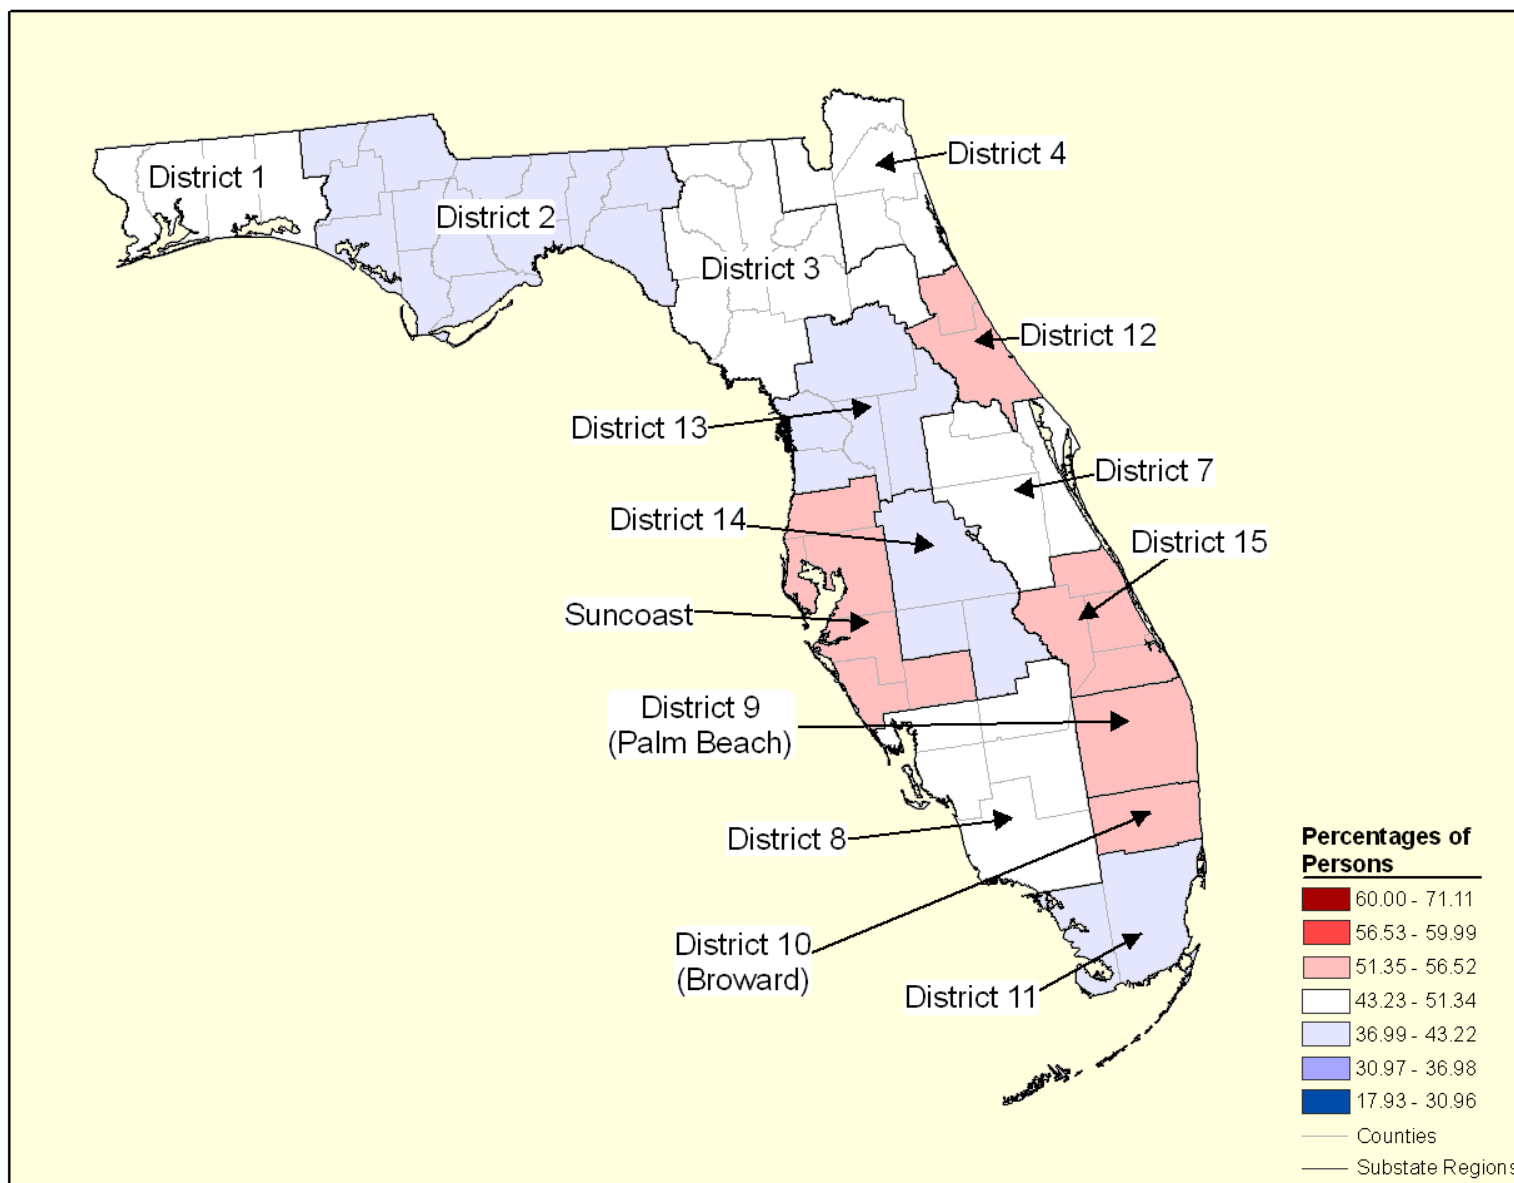 District 4
District 1
District 2
District 3
District 12
District 13
District 7
District 14
District 15
Suncoast
District 9
(Palm Beach)
District 8
District 10
(Broward)
District 11
Percentages of
Persons
60.00 - 71.11
56.53 - 59.99
51.35 - 56.52
43.23 - 51.34
36.99 - 43.22
30.97 - 36.98
17.93 - 30.96
Counties
Substate Regions